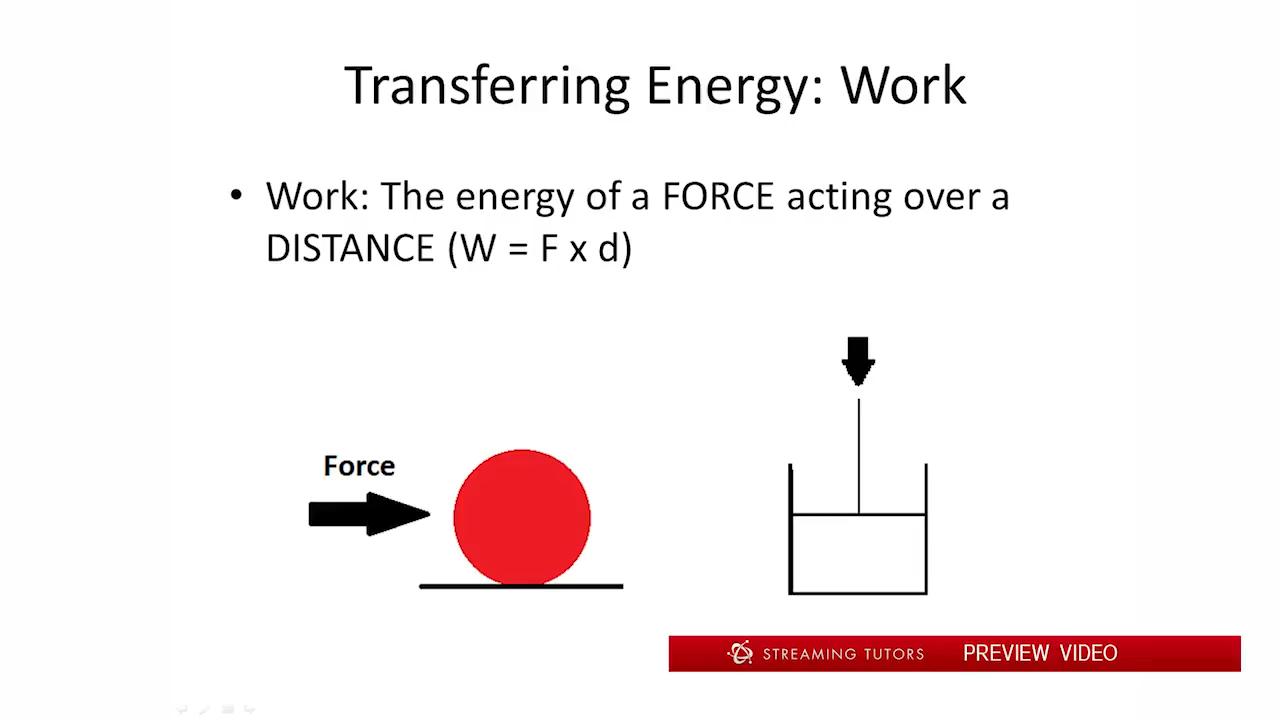 Transferring Energy: Work
• Work: The energy of a FORCE acting over a
DISTANCE (W = F x d)
Force
STREAMING TUTORS PREVIEW VIDEO